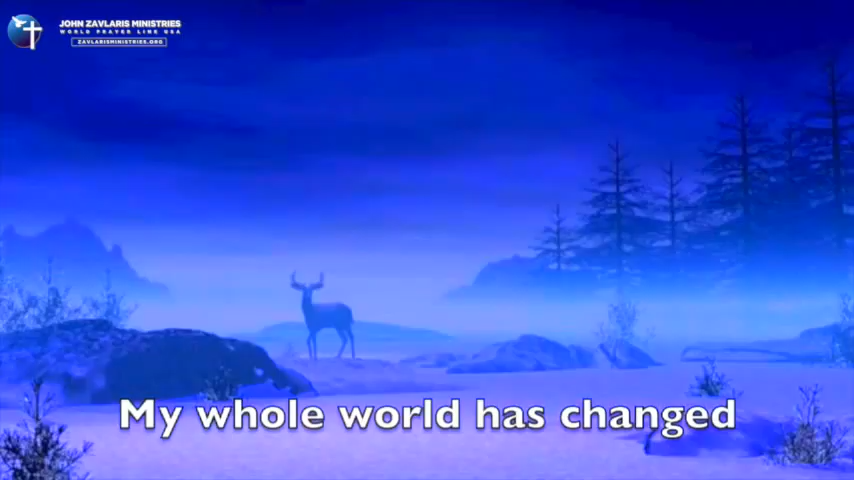 JOHN ZAVLARIS MINISTRIES
WORLD PRAYER LINE USA
ZAVLARISMINISTRIES.ORG
My whole world has changed